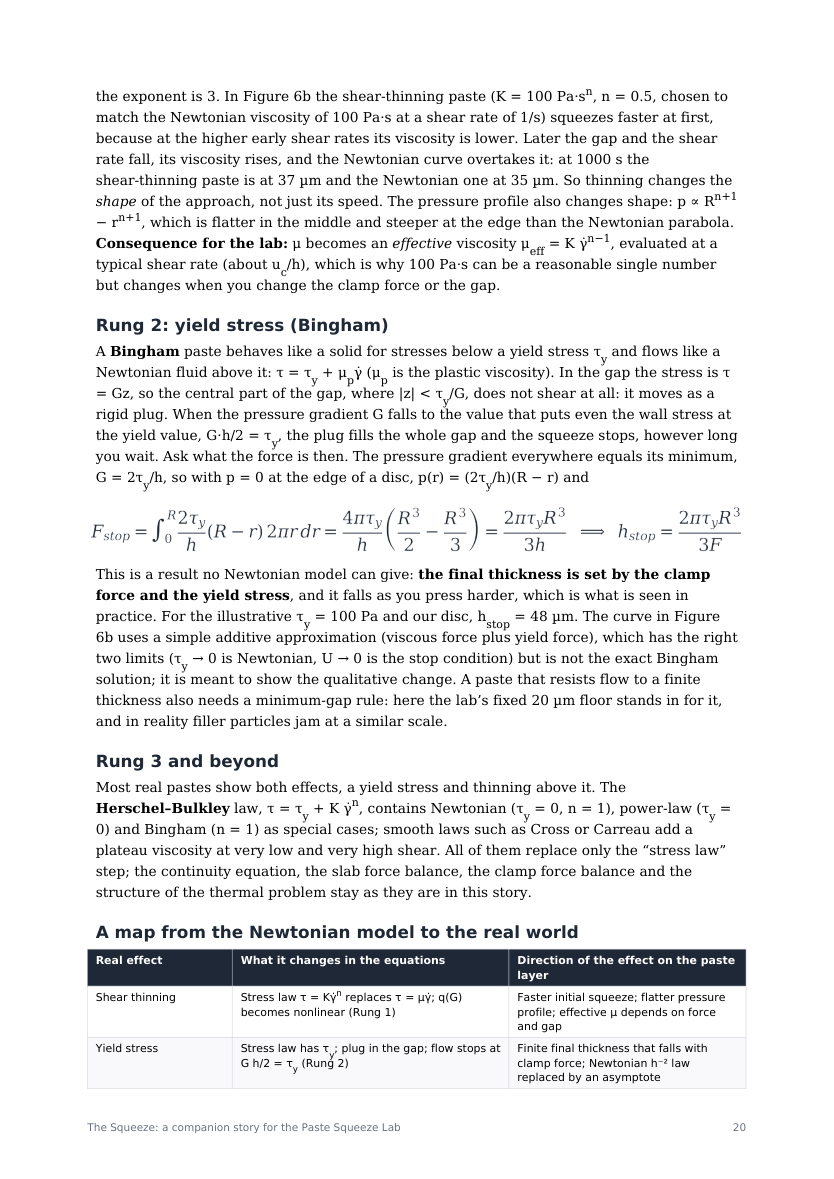 the exponent is 3. In Figure 6b the shear-thinning paste (K = 100 Pa·sⁿ, n = 0.5, chosen to
match the Newtonian viscosity of 100 Pa·s at a shear rate of 1/s) squeezes faster at first,
because at the higher early shear rates its viscosity is lower. Later the gap and the shear
rate fall, its viscosity rises, and the Newtonian curve overtakes it: at 1000 s the
shear-thinning paste is at 37 µm and the Newtonian one at 35 µm. So thinning changes the
shape of the approach, not just its speed. The pressure profile also changes shape: p ∝ Rⁿ⁺¹
− rⁿ⁺¹, which is flatter in the middle and steeper at the edge than the Newtonian parabola.
Consequence for the lab: µ becomes an effective viscosity µ_eff = K γ̇ⁿ⁻¹, evaluated at a
typical shear rate (about u_c/h), which is why 100 Pa·s can be a reasonable single number
but changes when you change the clamp force or the gap.
Rung 2: yield stress (Bingham)
A Bingham paste behaves like a solid for stresses below a yield stress τ_y and flows like a
Newtonian fluid above it: τ = τ_y + µ_pγ̇ (µ_p is the plastic viscosity). In the gap the stress is τ
= Gz, so the central part of the gap, where |z| < τ_y/G, does not shear at all: it moves as a
rigid plug. When the pressure gradient G falls to the value that puts even the wall stress at
the yield value, G·h/2 = τ_y, the plug fills the whole gap and the squeeze stops, however long
you wait. Ask what the force is then. The pressure gradient everywhere equals its minimum,
G = 2τ_y/h, so with p = 0 at the edge of a disc, p(r) = (2τ_y/h)(R − r) and
F_stop = ∫₀ᴿ 2τ_y/h (R − r) 2πr dr = 4πτ_y/h (R³/2 − R³/3) = 2πτ_yR³/3h ⟹ h_stop = 2πτ_yR³/3F
This is a result no Newtonian model can give: the final thickness is set by the clamp
force and the yield stress, and it falls as you press harder, which is what is seen in
practice. For the illustrative τ_y = 100 Pa and our disc, h_stop = 48 µm. The curve in Figure
6b uses a simple additive approximation (viscous force plus yield force), which has the right
two limits (τ_y → 0 is Newtonian, U → 0 is the stop condition) but is not the exact Bingham
solution; it is meant to show the qualitative change. A paste that resists flow to a finite
thickness also needs a minimum-gap rule: here the lab’s fixed 20 µm floor stands in for it,
and in reality filler particles jam at a similar scale.
Rung 3 and beyond
Most real pastes show both effects, a yield stress and thinning above it. The
Herschel–Bulkley law, τ = τ_y + K γ̇ⁿ, contains Newtonian (τ_y = 0, n = 1), power-law (τ_y =
0) and Bingham (n = 1) as special cases; smooth laws such as Cross or Carreau add a
plateau viscosity at very low and very high shear. All of them replace only the “stress law”
step; the continuity equation, the slab force balance, the clamp force balance and the
structure of the thermal problem stay as they are in this story.
A map from the Newtonian model to the real world
Real effect
What it changes in the equations
Direction of the effect on the paste
layer
Shear thinning
Stress law τ = Kγ̇ⁿ replaces τ = µγ̇; q(G)
becomes nonlinear (Rung 1)
Faster initial squeeze; flatter pressure
profile; effective µ depends on force
and gap
Yield stress
Stress law has τ_y; plug in the gap; flow stops at
G h/2 = τ_y (Rung 2)
Finite final thickness that falls with
clamp force; Newtonian h⁻² law
replaced by an asymptote
The Squeeze: a companion story for the Paste Squeeze Lab
20